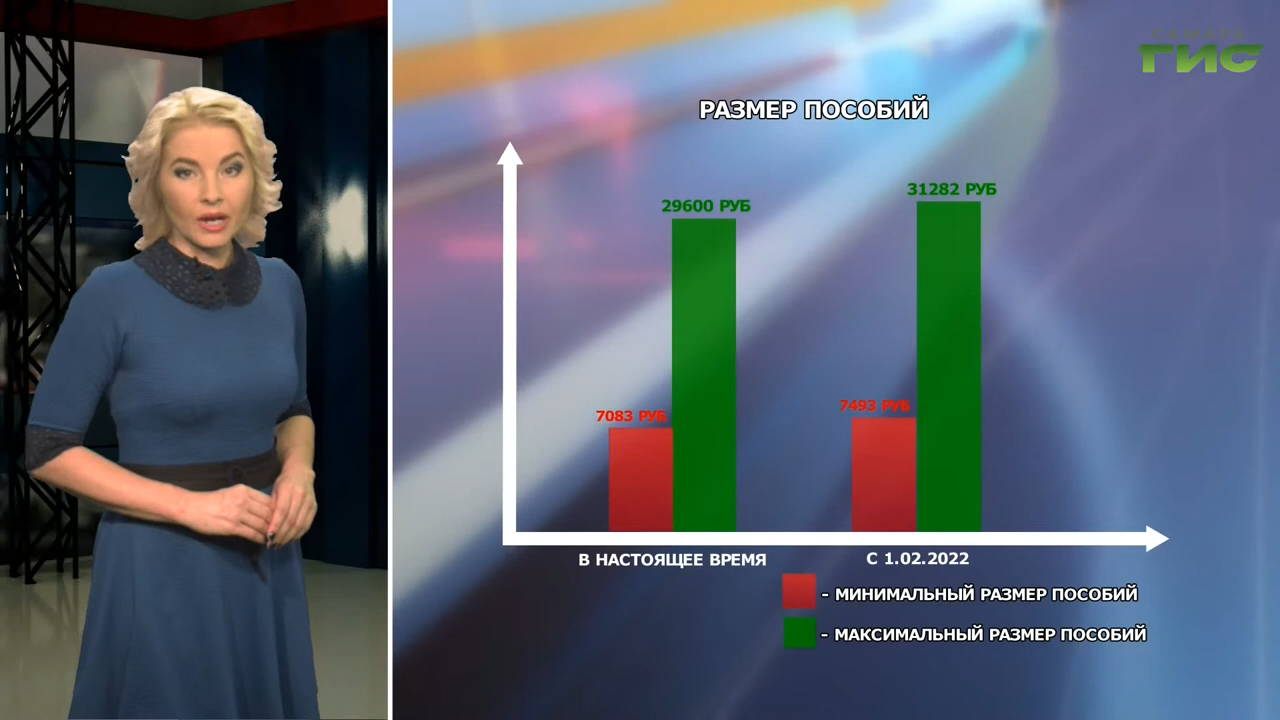 САМАРА
ГИС
РАЗМЕР ПОСОБИЙ
31282 РУБ
29600 РУБ
7493 РУБ
7083 РУБ
В НАСТОЯЩЕЕ ВРЕМЯ
С 1.02.2022
- МИНИМАЛЬНЫЙ РАЗМЕР ПОСОБИЙ
- МАКСИМАЛЬНЫЙ РАЗМЕР ПОСОБИЙ